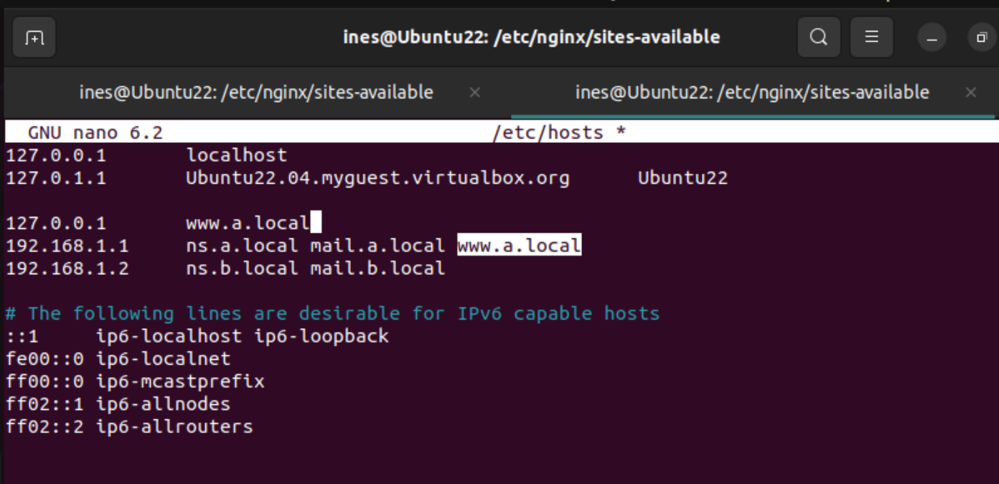 ines@Ubuntu22: /etc/nginx/sites-available
ines@Ubuntu22: /etc/nginx/sites-available × ines@Ubuntu22: /etc/nginx/sites-available ×
GNU nano 6.2 /etc/hosts *
127.0.0.1 localhost
127.0.1.1 Ubuntu22.04.myguest.virtualbox.org Ubuntu22
127.0.0.1 www.a.local
192.168.1.1 ns.a.local mail.a.local www.a.local
192.168.1.2 ns.b.local mail.b.local
# The following lines are desirable for IPv6 capable hosts
::1 ip6-localhost ip6-loopback
fe00::0 ip6-localnet
ff00::0 ip6-mcastprefix
ff02::1 ip6-allnodes
ff02::2 ip6-allrouters